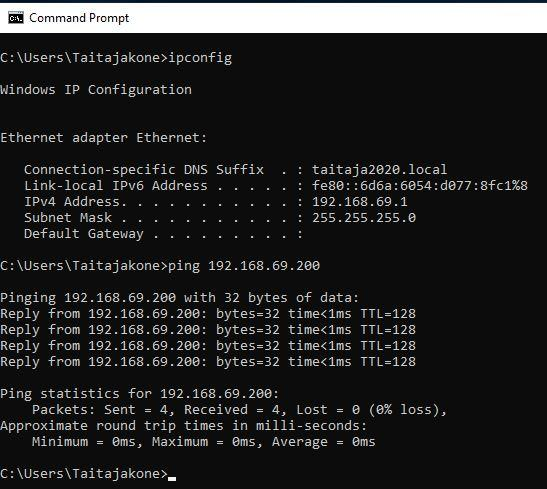 Command Prompt
C:\Users\Taitajakone>ipconfig
Windows IP Configuration
Ethernet adapter Ethernet:
Connection-specific DNS Suffix  . : taitaja2020.local
Link-local IPv6 Address . . . . . : fe80::6d6a:6054:d077:8fc1%8
IPv4 Address. . . . . . . . . . . : 192.168.69.1
Subnet Mask . . . . . . . . . . . : 255.255.255.0
Default Gateway . . . . . . . . . :
C:\Users\Taitajakone>ping 192.168.69.200
Pinging 192.168.69.200 with 32 bytes of data:
Reply from 192.168.69.200: bytes=32 time<1ms TTL=128
Reply from 192.168.69.200: bytes=32 time<1ms TTL=128
Reply from 192.168.69.200: bytes=32 time<1ms TTL=128
Reply from 192.168.69.200: bytes=32 time<1ms TTL=128
Ping statistics for 192.168.69.200:
Packets: Sent = 4, Received = 4, Lost = 0 (0% loss),
Approximate round trip times in milli-seconds:
Minimum = 0ms, Maximum = 0ms, Average = 0ms
C:\Users\Taitajakone>